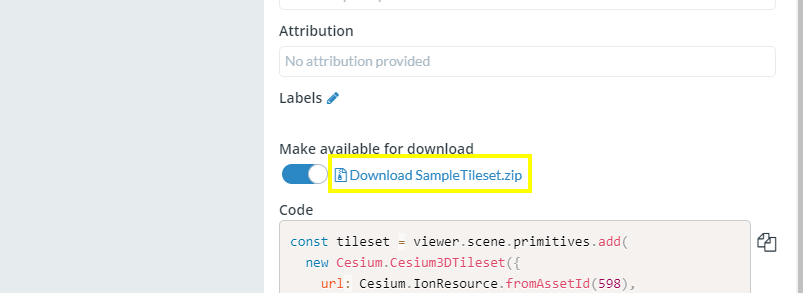 Attribution
No attribution provided
Labels
Make available for download
Download SampleTileset.zip
Code
const tileset = viewer.scene.primitives.add(
new Cesium.Cesium3DTileset({
url: Cesium.IonResource.fromAssetId(598),